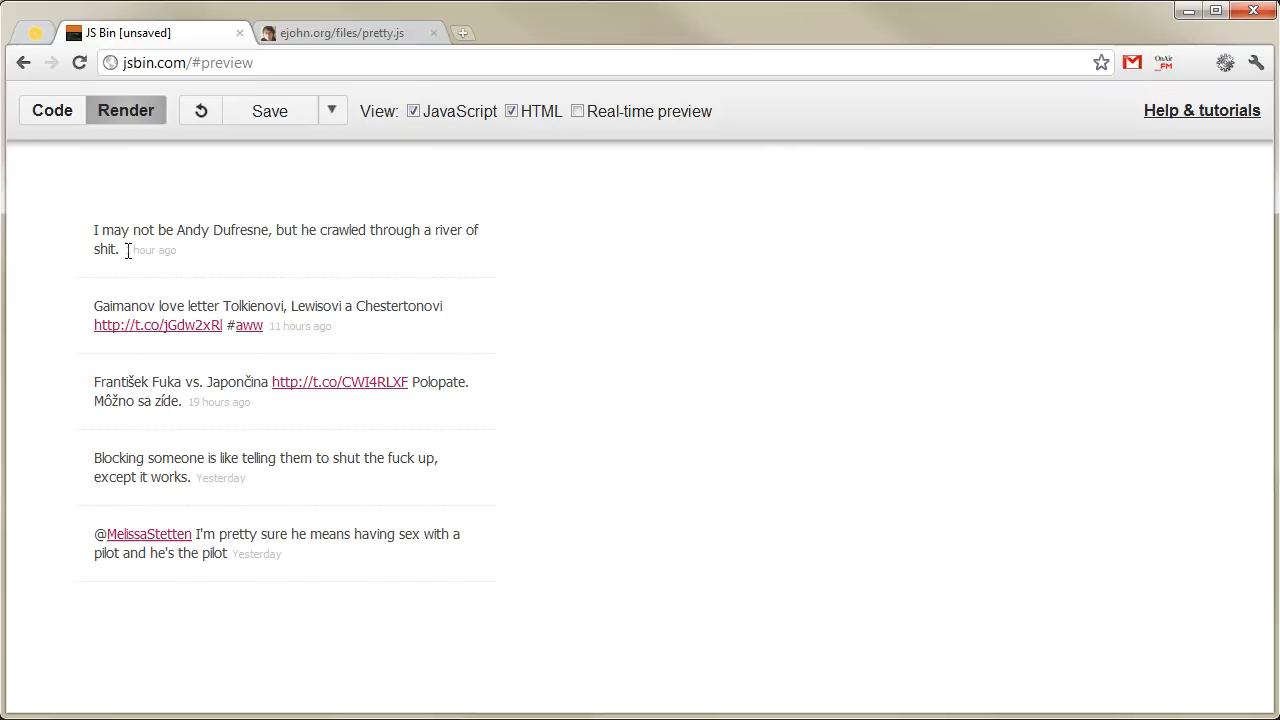 JS Bin [unsaved]
ejohn.org/files/pretty.js
jsbin.com/#preview
OnAir
_FM
Code
Render
Save
View:
JavaScript
HTML
Real-time preview
Help & tutorials
I may not be Andy Dufresne, but he crawled through a river of
shit. hour ago
Gaimanov love letter Tolkienovi, Lewisovi a Chestertonovi
http://t.co/jGdw2xRl #aww 11 hours ago
František Fuka vs. Japončina http://t.co/CWI4RLXF Polopate.
Môžno sa zíde. 19 hours ago
Blocking someone is like telling them to shut the fuck up,
except it works. Yesterday
@MelissaStetten I'm pretty sure he means having sex with a
pilot and he's the pilot Yesterday